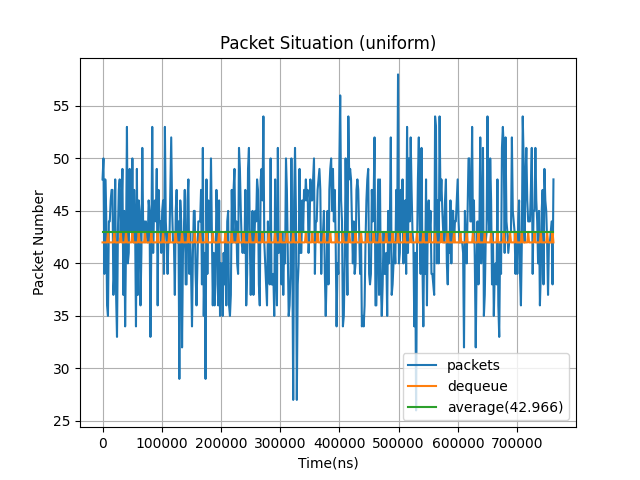 Packet Situation (uniform)
Packet Number
55
50
45
40
35
30
25
packets
dequeue
average(42.966)
0 100000 200000 300000 400000 500000 600000 700000
Time(ns)